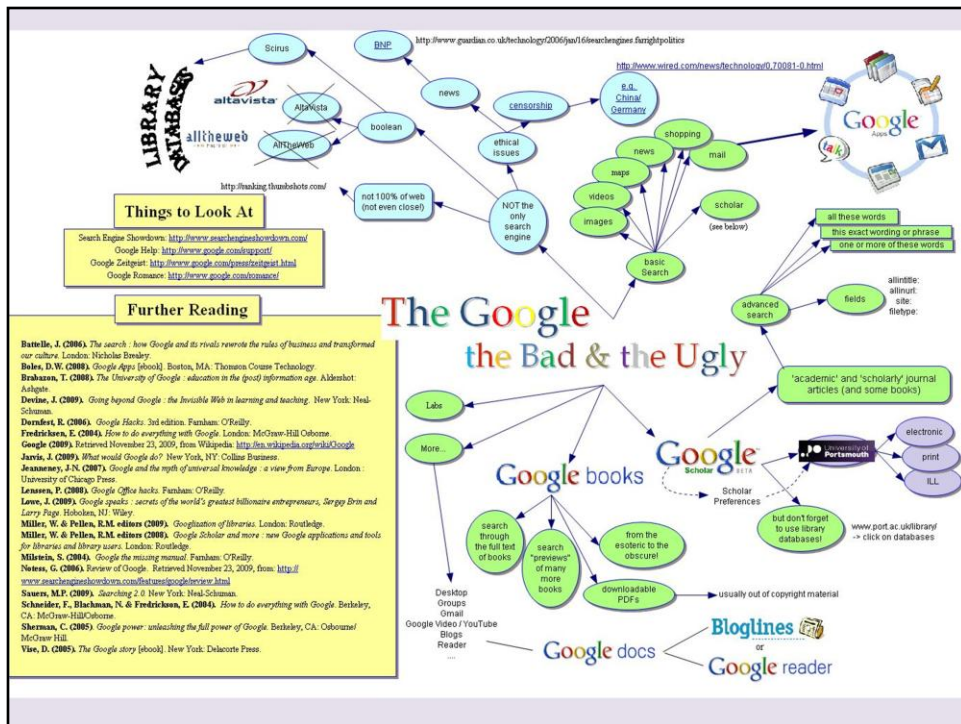 Scirus
BNP
http://www.guardian.co.uk/technology/2006/jan/16/searchengines.farrightpolitics
http://www.wired.com/news/technology/0,70081-0.html
LIBRARY
DATABASES
altavista
alltheweb
AltaVista
AllTheWeb
boolean
news
censorship
e.g.
China/
Germany
ethical
issues
http://ranking.thumbshots.com/
not 100% of web
(not even close!)
NOT the
only
search
engine
shopping
news
mail
maps
videos
images
scholar
(see below)
basic
Search
Google
Apps
talk
Things to Look At
Search Engine Showdown: http://www.searchengineshowdown.com/
Google Help: http://www.google.com/support/
Google Zeitgeist: http://www.google.com/press/zeitgeist.html
Google Romance: http://www.google.com/romance/
all these words
this exact wording or phrase
one or more of these words
advanced
search
fields
allintitle:
allinurl:
site:
filetype:
The Google
the Bad & the Ugly
Further Reading
Battelle, J. (2006). The search : how Google and its rivals rewrote the rules of business and transformed
our culture. London: Nicholas Brealey.
Boles, D.W. (2008). Google Apps [ebook]. Boston, MA: Thomson Course Technology.
Brabazon, T. (2008). The University of Google : education in the (post) information age. Aldershot:
Ashgate.
Devine, J. (2009). Going beyond Google : the Invisible Web in learning and teaching. New York: Neal-
Schuman.
Dornfest, R. (2006). Google Hacks. 3rd edition. Farnham: O'Reilly.
Fredricksen, E. (2004). How to do everything with Google. London: McGraw-Hill Osborne.
Google (2009). Retrieved November 23, 2009, from Wikipedia: http://en.wikipedia.org/wiki/Google
Jarvis, J. (2009). What would Google do? New York, NY: Collins Business.
Jeanneney, J-N. (2007). Google and the myth of universal knowledge : a view from Europe. London :
University of Chicago Press.
Lenssen, P. (2008). Google Office hacks. Farnham: O'Reilly.
Lowe, J. (2009). Google speaks : secrets of the world's greatest billionaire entrepreneurs, Sergey Brin and
Larry Page. Hoboken, NJ: Wiley.
Miller, W. & Pellen, R.M. editors (2009). Googlization of libraries. London: Routledge.
Miller, W. & Pellen, R.M. editors (2008). Google Scholar and more : new Google applications and tools
for libraries and library users. London: Routledge.
Milstein, S. (2004). Google the missing manual. Farnham: O'Reilly.
Notess, G. (2006). Review of Google. Retrieved November 23, 2009, from: http://
www.searchengineshowdown.com/features/google/review.html
Sauers, M.P. (2009). Searching 2.0. New York: Neal-Schuman.
Schneider, F., Blachman, N. & Fredrickson, E. (2004). How to do everything with Google. Berkeley,
CA: McGraw-Hill/Osborne.
Sherman, C. (2005). Google power: unleashing the full power of Google. Berkeley, CA: Osbourne/
McGraw Hill.
Vise, D. (2005). The Google story [ebook]. New York: Delacorte Press.
'academic' and 'scholarly' journal
articles (and some books)
Labs
More...
Google books
Google
Scholar BETA
Scholar
Preferences
University of
Portsmouth
electronic
print
ILL
but don't forget
to use library
databases!
www.port.ac.uk/library/
-> click on databases
search
through
the full text
of books
search
"previews"
of many
more
books
from the
esoteric to the
obscure!
downloadable
PDFs
usually out of copyright material
Desktop
Groups
Gmail
Google Video / YouTube
Blogs
Reader
....
Google docs
Bloglines
or
Google reader